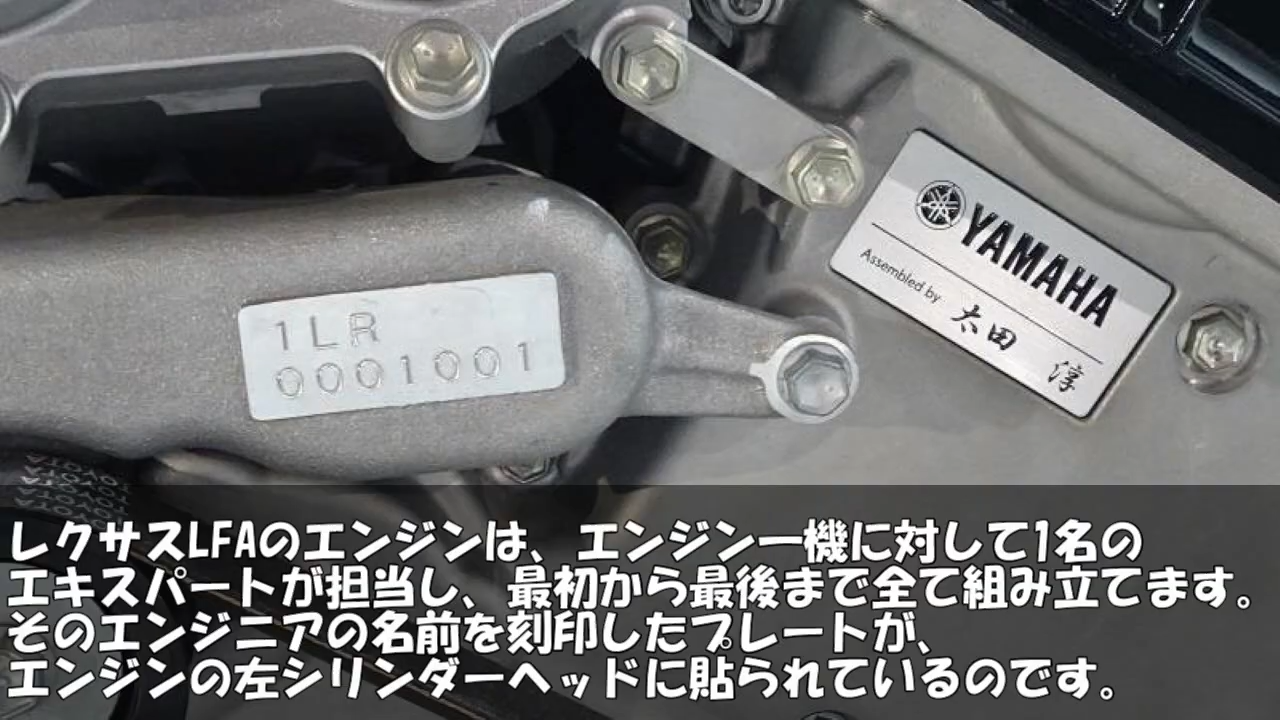 1LR
0001001
YAMAHA
Assembled by
太田
淳
レクサスLFAのエンジンは、エンジン一機に対して1名の
エキスパートが担当し、最初から最後まで全て組み立てます。
そのエンジニアの名前を刻印したプレートが、
エンジンの左シリンダーヘッドに貼られているのです。